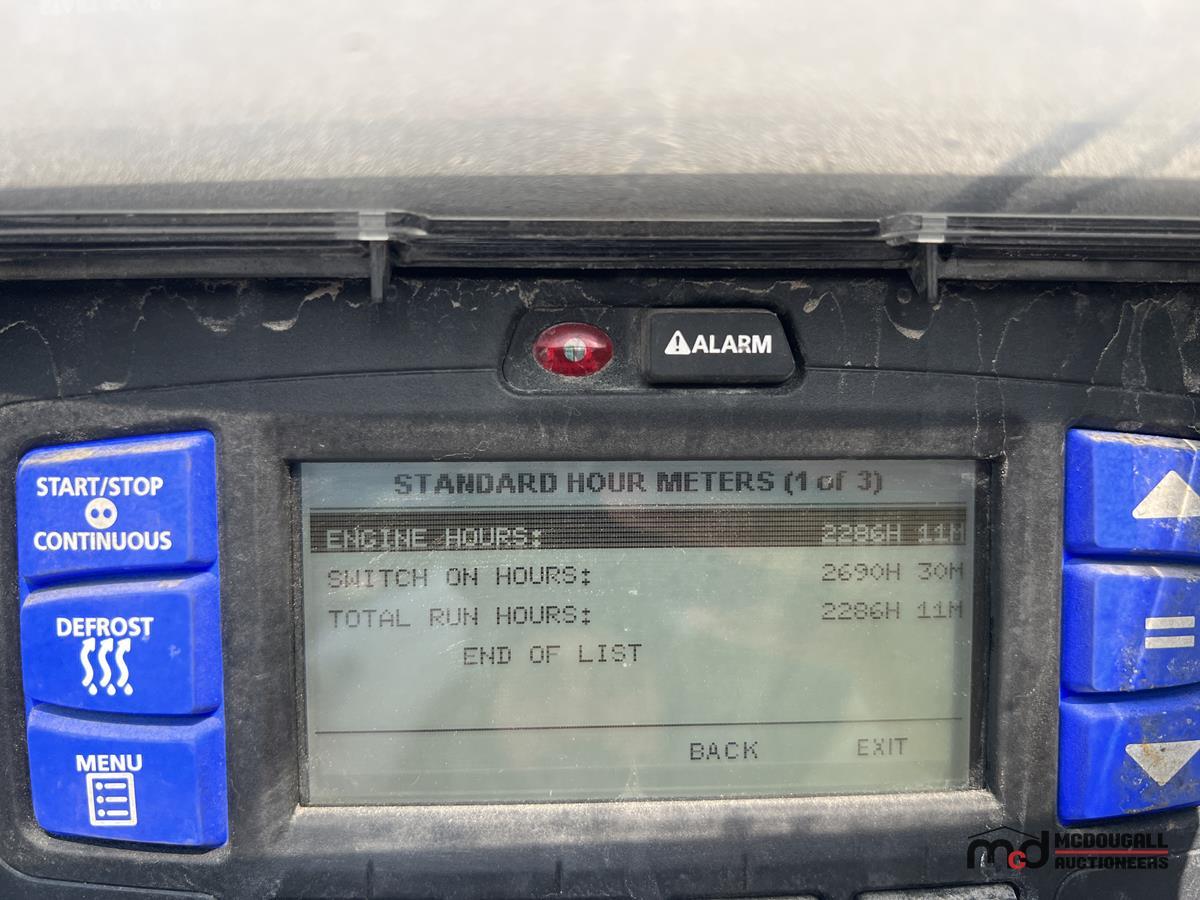 ⚠ALARM
START/STOP
CONTINUOUS
DEFROST
MENU
STANDARD HOUR METERS (1 of 3)
ENGINE HOURS: 2286H 11M
SWITCH ON HOURS: 2690H 30M
TOTAL RUN HOURS: 2286H 11M
END OF LIST
BACK EXIT
=
mcd MCDOUGALL
AUCTIONEERS